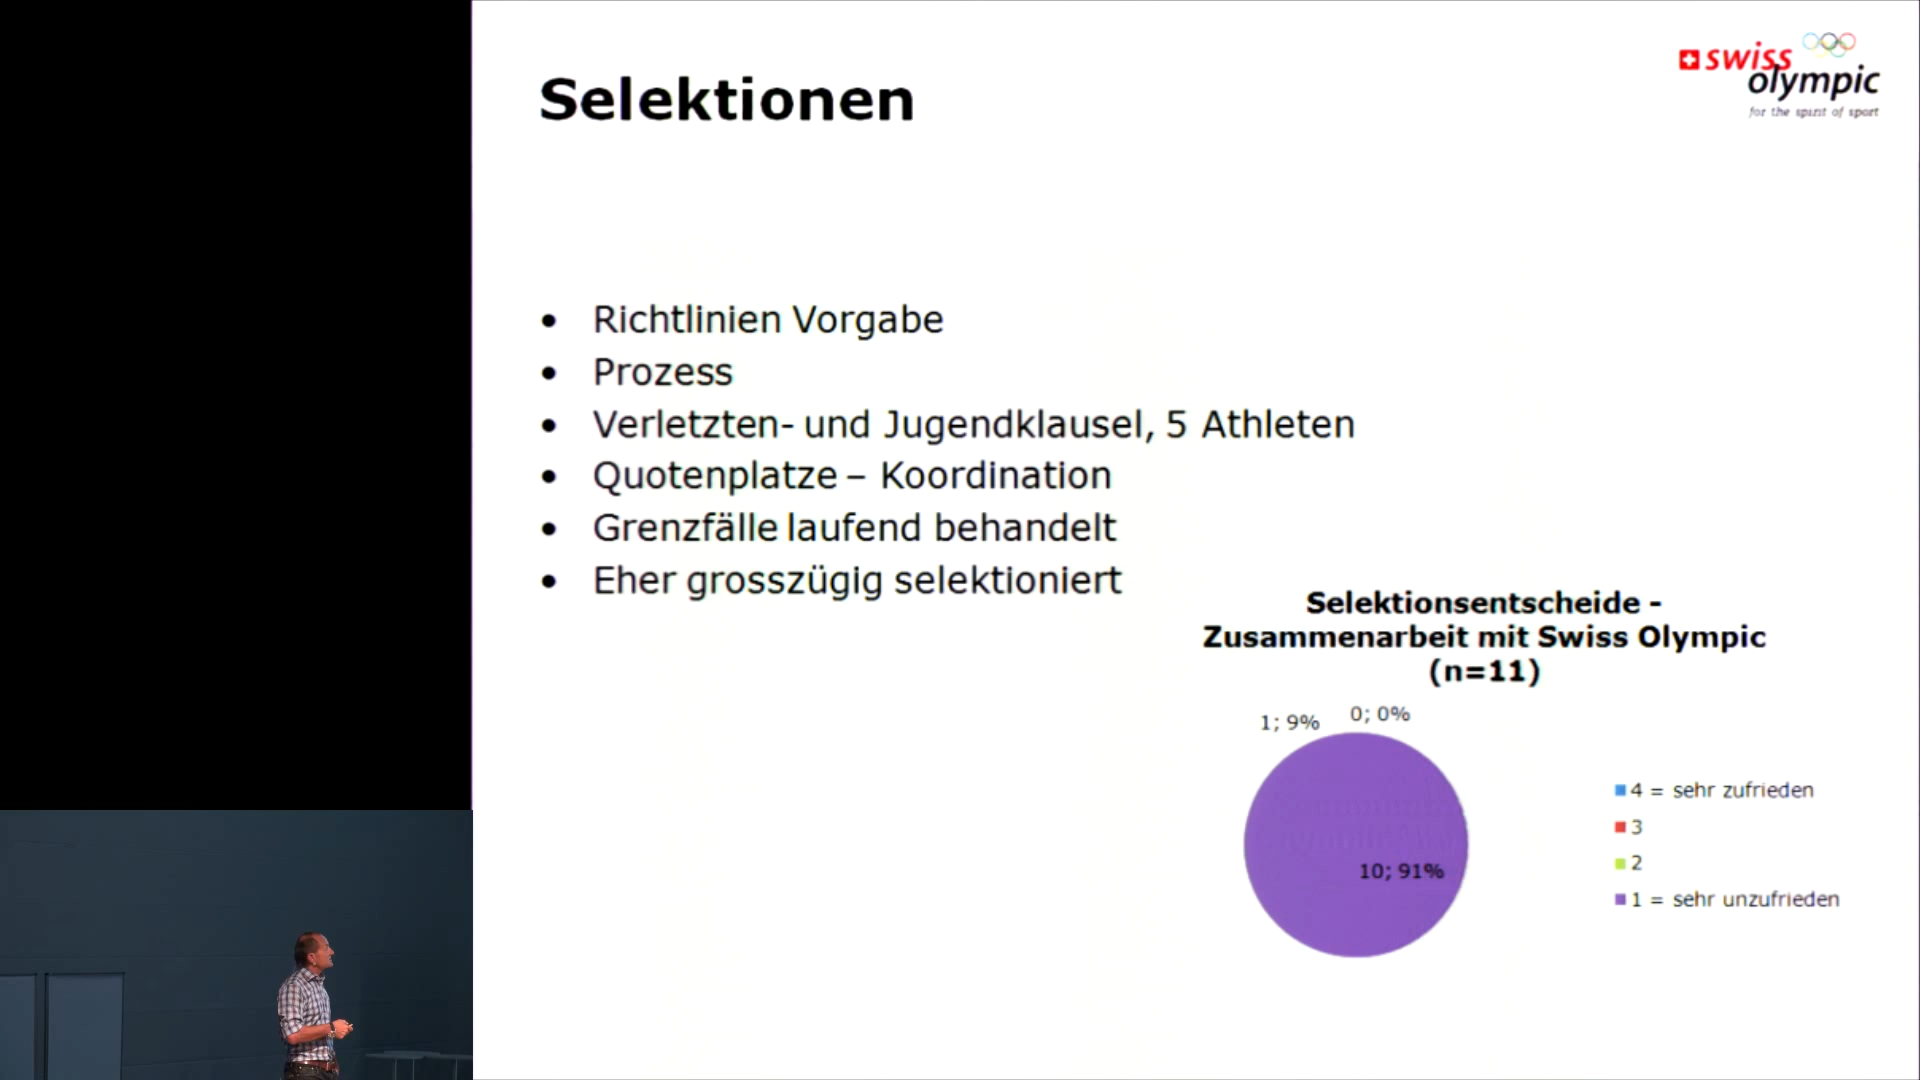 Selektionen
swiss
olympic
for the spirit of sport
• Richtlinien Vorgabe
• Prozess
• Verletzten- und Jugendklausel, 5 Athleten
• Quotenplatze – Koordination
• Grenzfälle laufend behandelt
• Eher grosszügig selektioniert
Selektionsentscheide -
Zusammenarbeit mit Swiss Olympic
(n=11)
1; 9%
0; 0%
10; 91%
4 = sehr zufrieden
3
2
1 = sehr unzufrieden